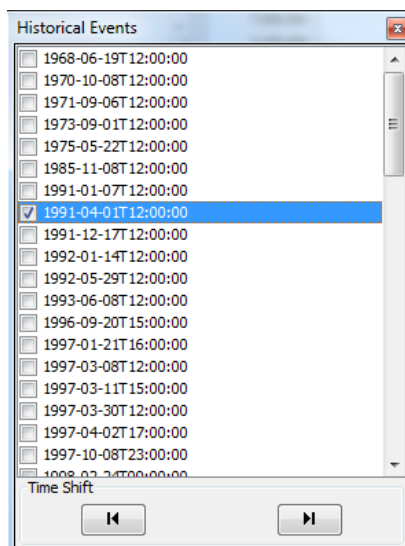 Historical Events
1968-06-19T12:00:00
1970-10-08T12:00:00
1971-09-06T12:00:00
1973-09-01T12:00:00
1975-05-22T12:00:00
1985-11-08T12:00:00
1991-01-07T12:00:00
1991-04-01T12:00:00
1991-12-17T12:00:00
1992-01-14T12:00:00
1992-05-29T12:00:00
1993-06-08T12:00:00
1996-09-20T15:00:00
1997-01-21T16:00:00
1997-03-08T12:00:00
1997-03-11T15:00:00
1997-03-30T12:00:00
1997-04-02T17:00:00
1997-10-08T23:00:00
Time Shift